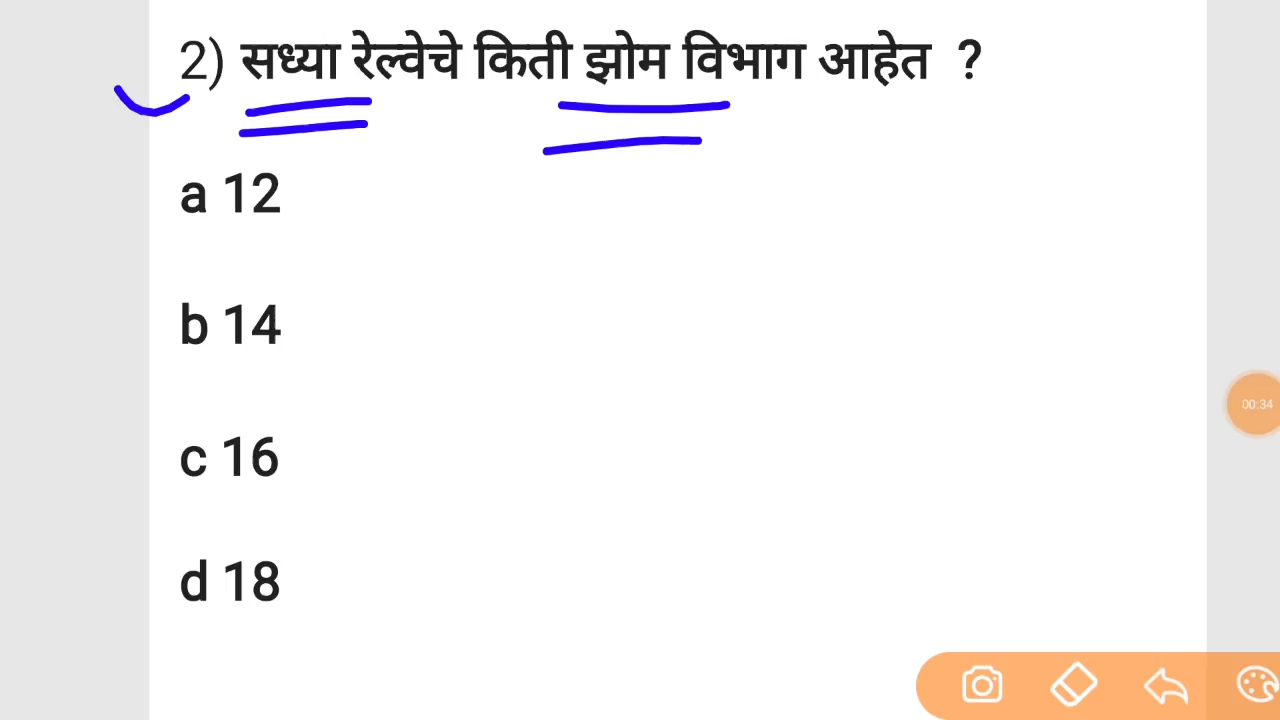 2) सध्या रेल्वेचे किती झोम विभाग आहेत ?
a 12
b 14
c 16
00:34
d 18